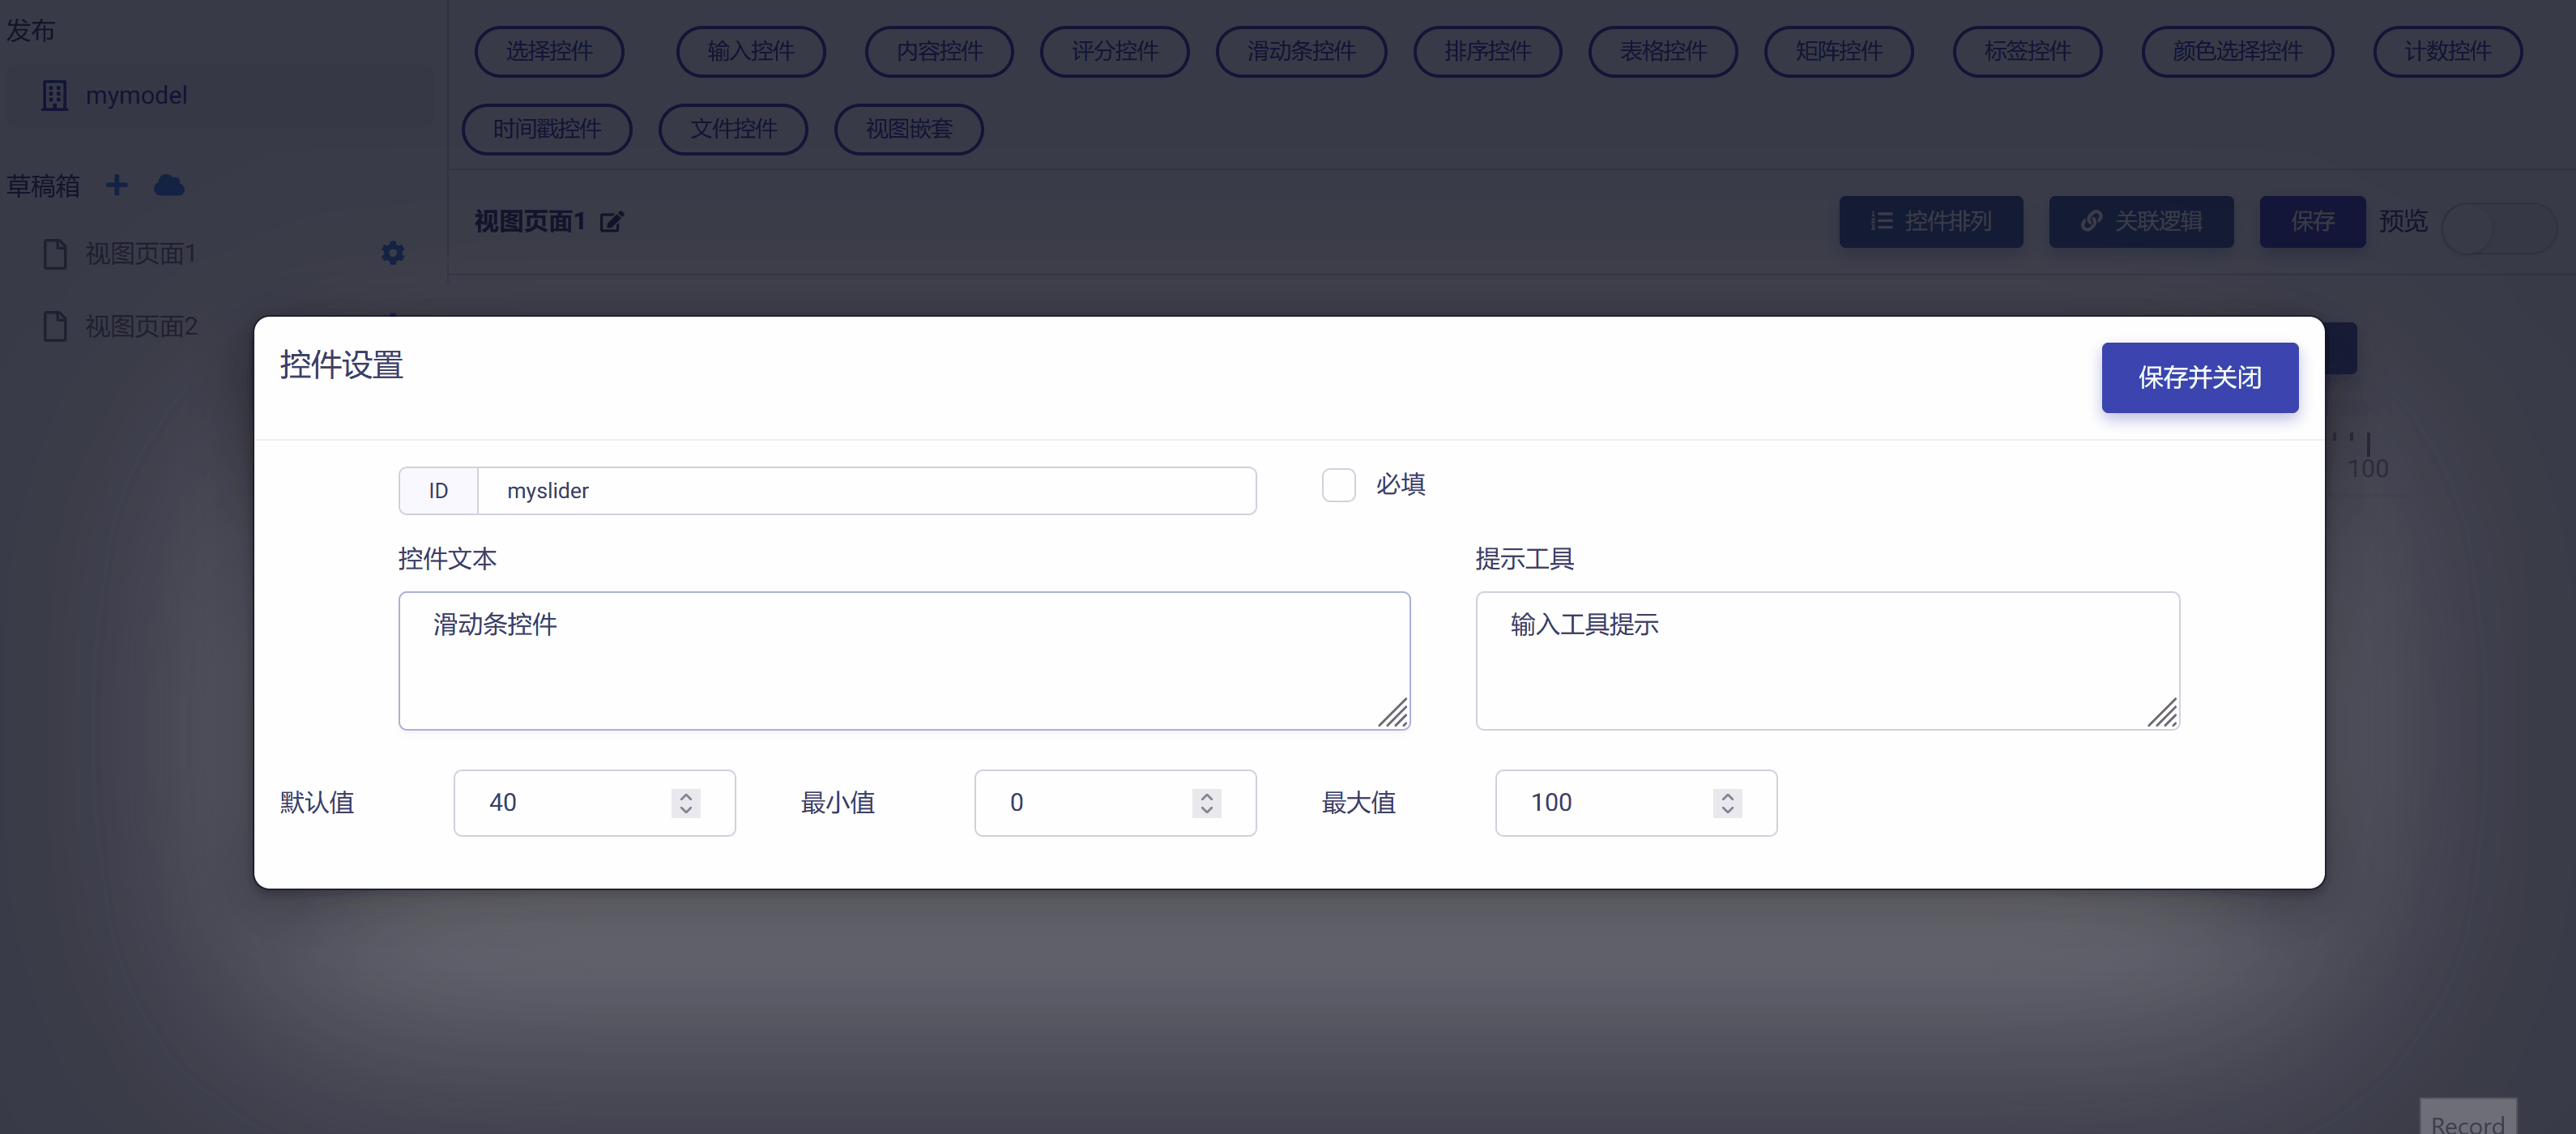 发布
mymodel
草稿箱
视图页面1
视图页面2
选择控件 输入控件 内容控件 评分控件 滑动条控件 排序控件 表格控件 矩阵控件 标签控件 颜色选择控件 计数控件
时间戳控件 文件控件 视图嵌套
视图页面1 控件排列 关联逻辑 保存 预览
100
控件设置 保存并关闭
ID myslider 必填
控件文本 提示工具
滑动条控件 输入工具提示
默认值 40 最小值 0 最大值 100
Record